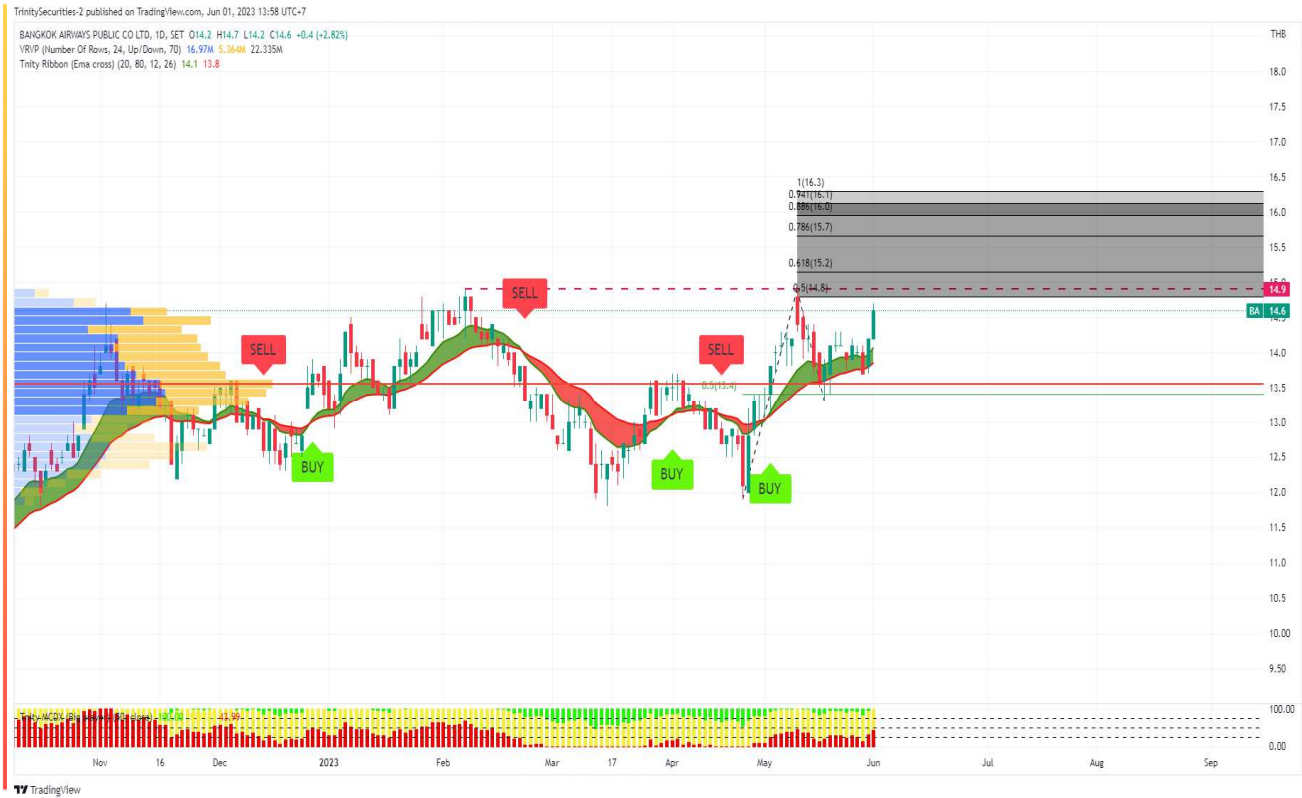 TrinitySecurities-2 published on TradingView.com, Jun 01, 2023 13:58 UTC+7
BANGKOK AIRWAYS PUBLIC CO LTD, 1D, SET O14.2 H14.7 L14.2 C14.6 +0.4 (+2.82%)
VRVP (Number Of Rows, 24, Up/Down, 70) 16.97M 5.364M 22.335M
Tnity Ribbon (Ema cross) (20, 80, 12, 26) 14.1 13.8
THB
18.0
17.5
17.0
16.5
16.0
15.5
14.9
BA 14.6
14.0
13.5
13.0
12.5
12.0
11.5
11.0
10.5
10.00
9.50
1(16.3)
0.941(16.1)
0.886(16.0)
0.786(15.7)
0.618(15.2)
0.5(14.8)
SELL
SELL
SELL
0.5(13.4)
BUY
BUY
BUY
100.00 43.99
100.00
0.00
Nov 16 Dec 2023 Feb Mar 17 Apr May Jun Jul Aug Sep
TradingView